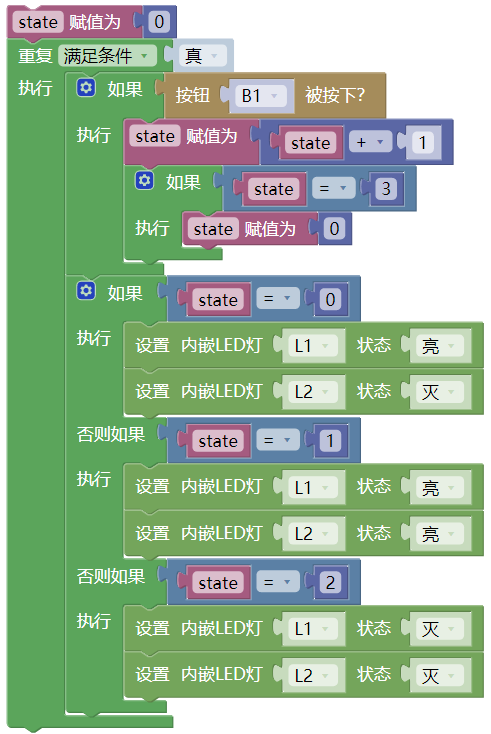 state 赋值为 0
重复 满足条件 真
执行 如果 按钮 B1 被按下?
执行 state 赋值为 state + 1
如果 state = 3
执行 state 赋值为 0
如果 state = 0
执行 设置 内嵌LED灯 L1 状态 亮
设置 内嵌LED灯 L2 状态 灭
否则如果 state = 1
执行 设置 内嵌LED灯 L1 状态 亮
设置 内嵌LED灯 L2 状态 亮
否则如果 state = 2
执行 设置 内嵌LED灯 L1 状态 灭
设置 内嵌LED灯 L2 状态 灭